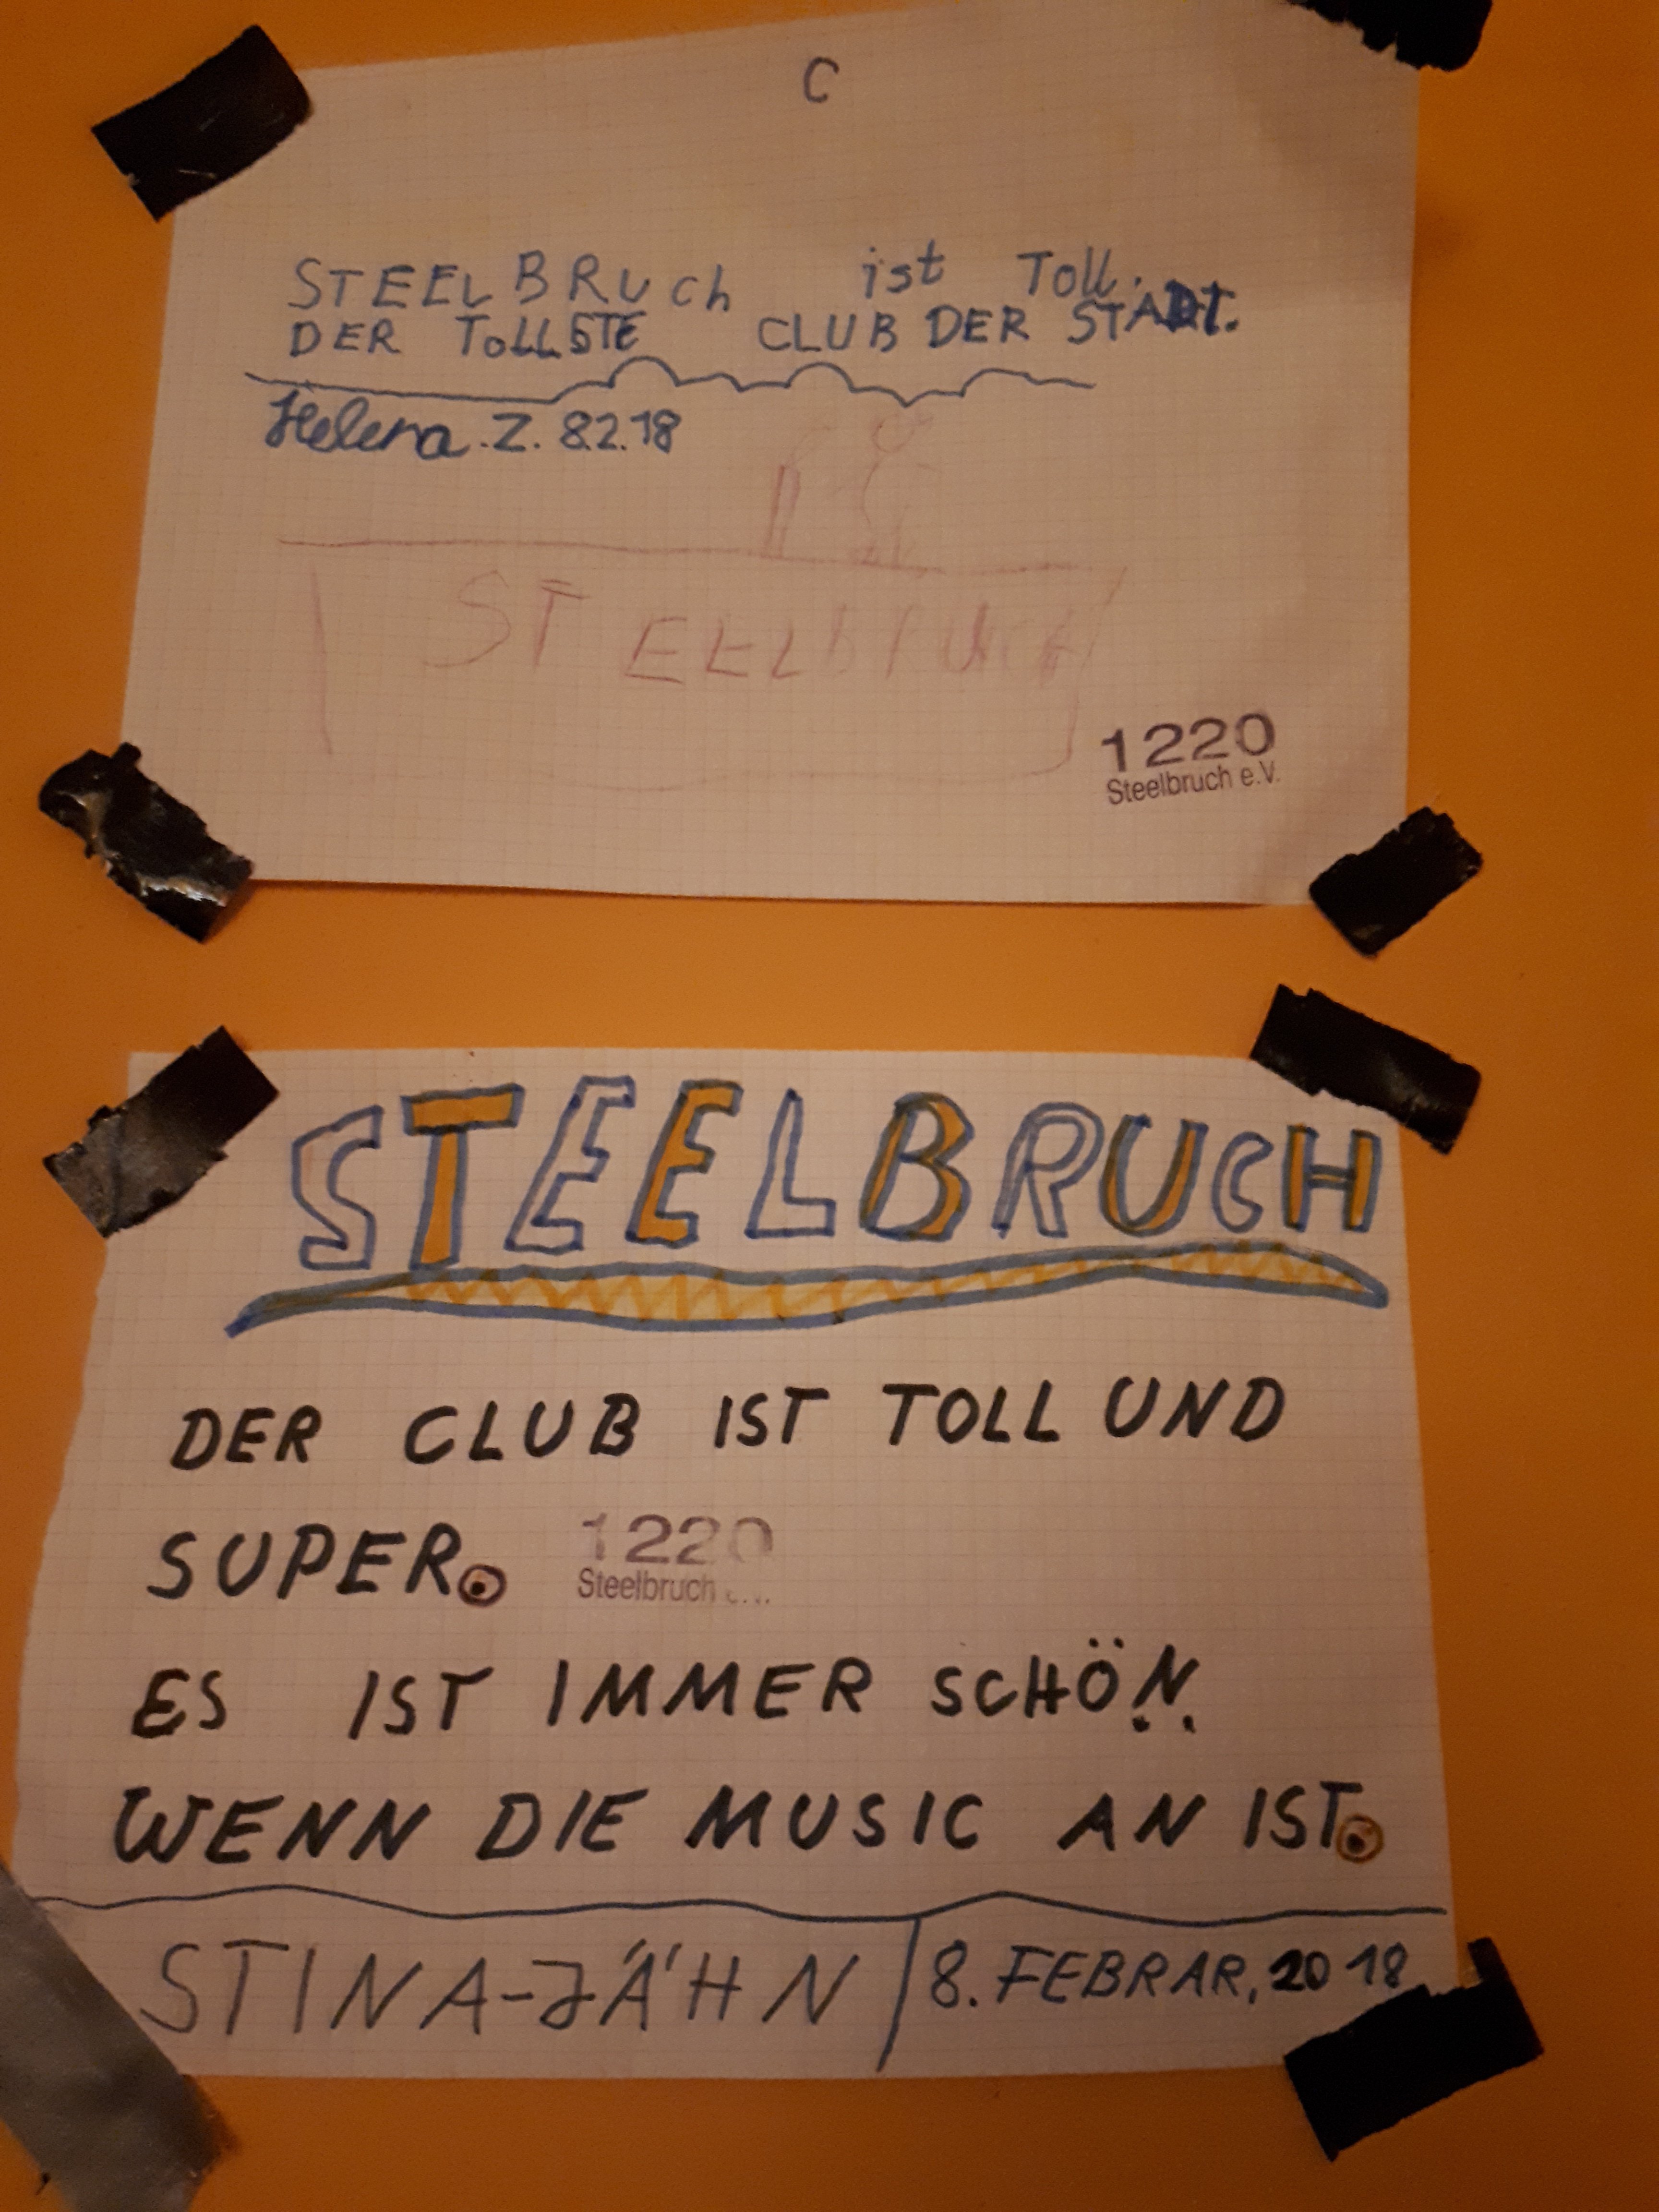 C
STEELBRUch ist Toll.
DER TOLLSTE CLUB DER STADt.
Helena.Z. 8.2.18
STEELbrUCH
1220
Steelbruch e.V.
STEELBRUCH
DER CLUB IST TOLL UND
SUPER.
1220
Steelbruch
ES IST IMMER SCHÖN.
WENN DIE MUSIC AN IST.
STINA-JÄHN 8. FEBRAR, 2018